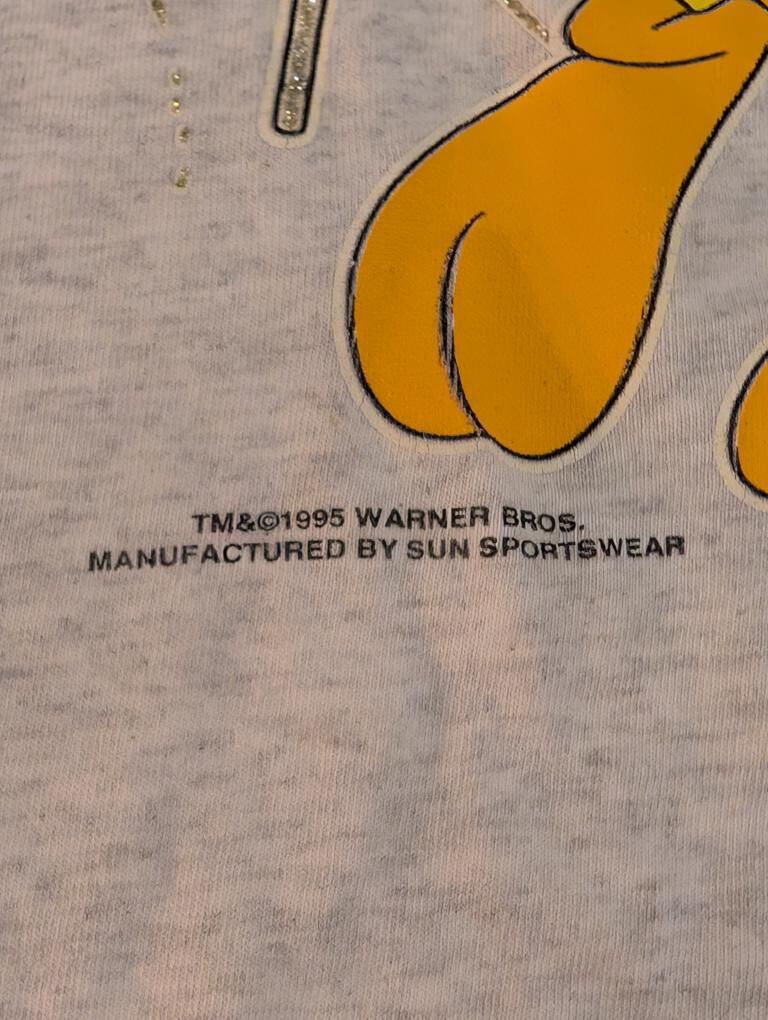 TM&©1995 WARNER BROS.
MANUFACTURED BY SUN SPORTSWEAR